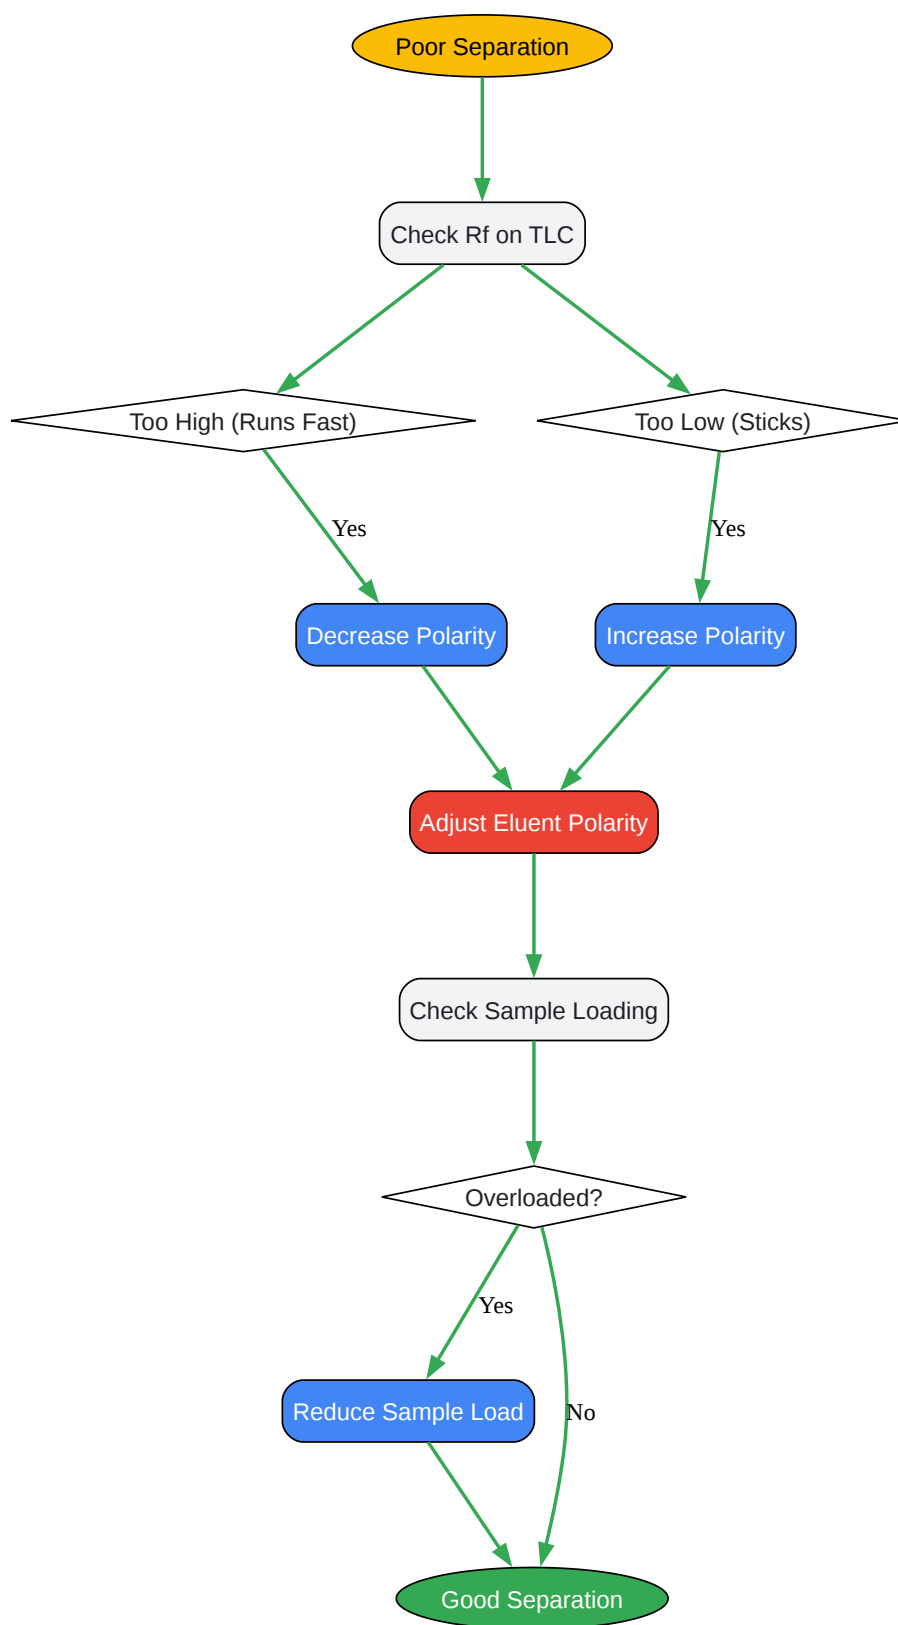 Poor Separation
Check Rf on TLC
Too High (Runs Fast)
Too Low (Sticks)
Yes
Yes
Decrease Polarity
Increase Polarity
Adjust Eluent Polarity
Check Sample Loading
Overloaded?
Yes
Reduce Sample Load
No
Good Separation